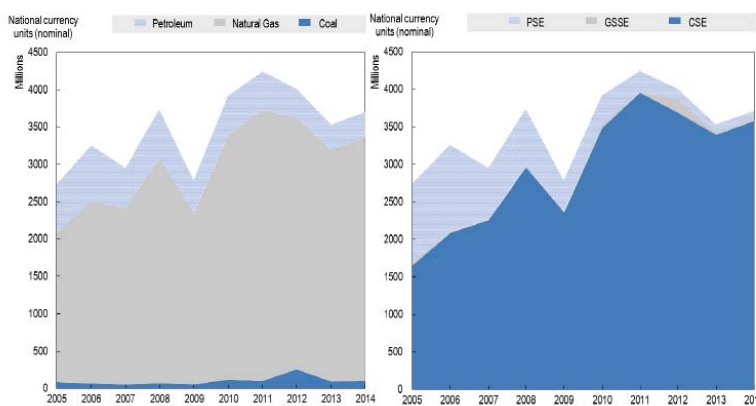 National currency
units (nominal)
Petroleum
Natural Gas
Coal
Millions
4500
4000
3500
3000
2500
2000
1500
1000
500
0
2005 2006 2007 2008 2009 2010 2011 2012 2013 2014
National currency
units (nominal)
PSE
GSSE
CSE
Millions
4500
4000
3500
3000
2500
2000
1500
1000
500
0
2005 2006 2007 2008 2009 2010 2011 2012 2013 201